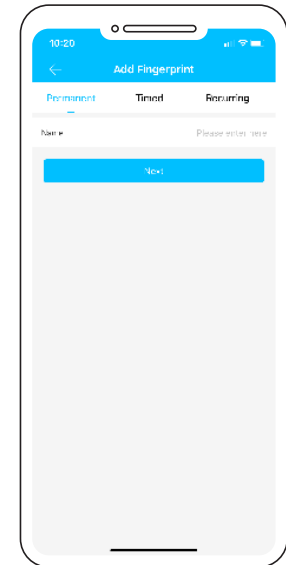 10:20
Add Fingerprint
Permanent Timed Recurring
Name Please enter here
Next